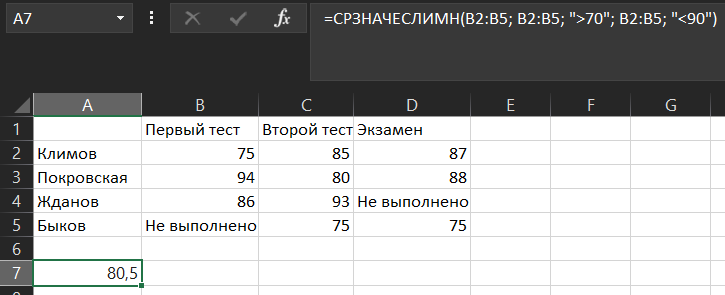 A7 fx =СРЗНАЧЕСЛИМН(B2:B5; B2:B5; ">70"; B2:B5; "<90")
A B C D E F G
1 Первый тест Второй тест Экзамен
2 Климов 75 85 87
3 Покровская 94 80 88
4 Жданов 86 93 Не выполнено
5 Быков Не выполнено 75 75
6
7 80,5